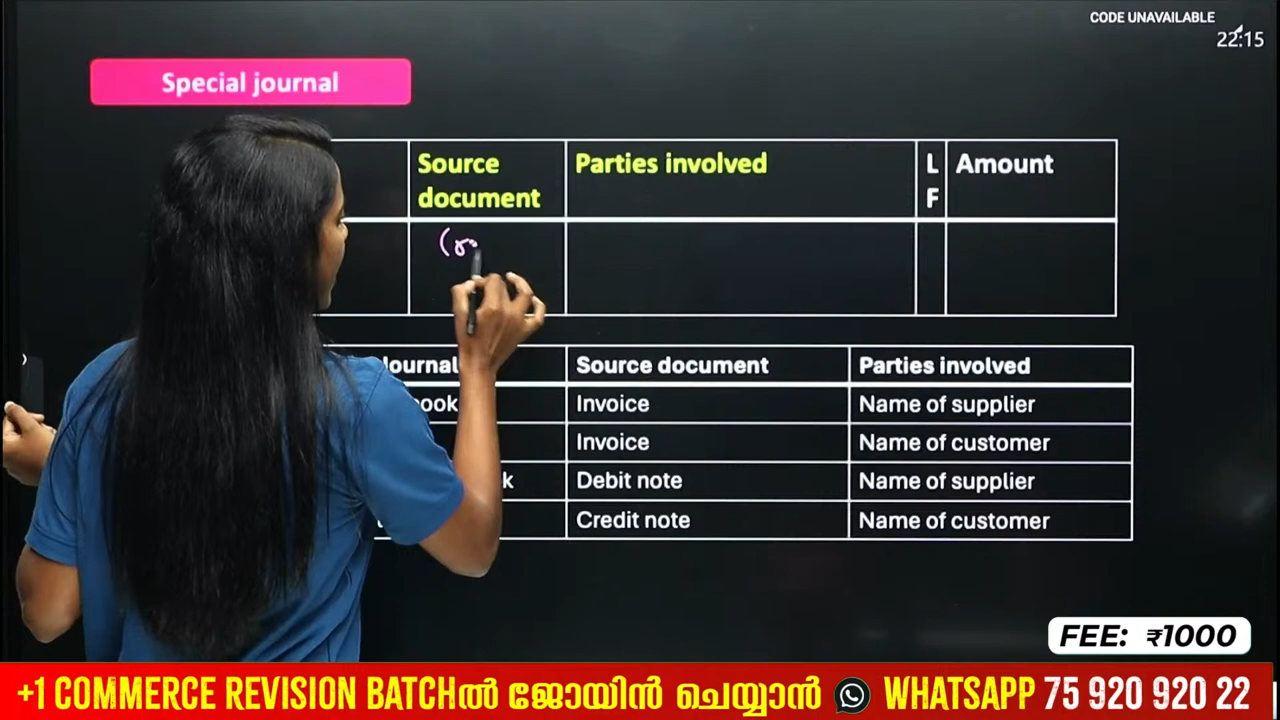 CODE UNAVAILABLE
22:15
Special journal
Source document
Parties involved
L F
Amount
Journal
Source document
Parties involved
book
Invoice
Name of supplier
Invoice
Name of customer
Debit note
Name of supplier
Credit note
Name of customer
FEE: ₹1000
+1 COMMERCE REVISION BATCHൽ ജോയിൻ ചെയ്യാൻ WHATSAPP 75 920 920 22